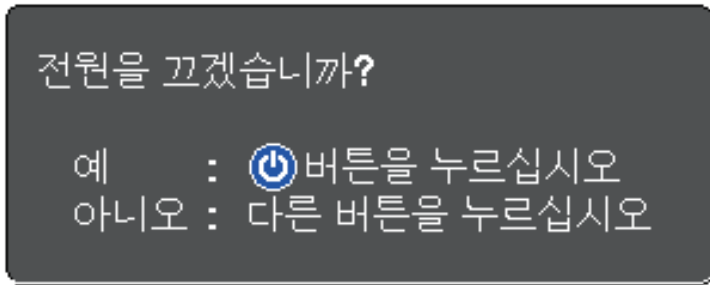 전원을 끄겠습니까?
예 : 버튼을 누르십시오
아니오 : 다른 버튼을 누르십시오